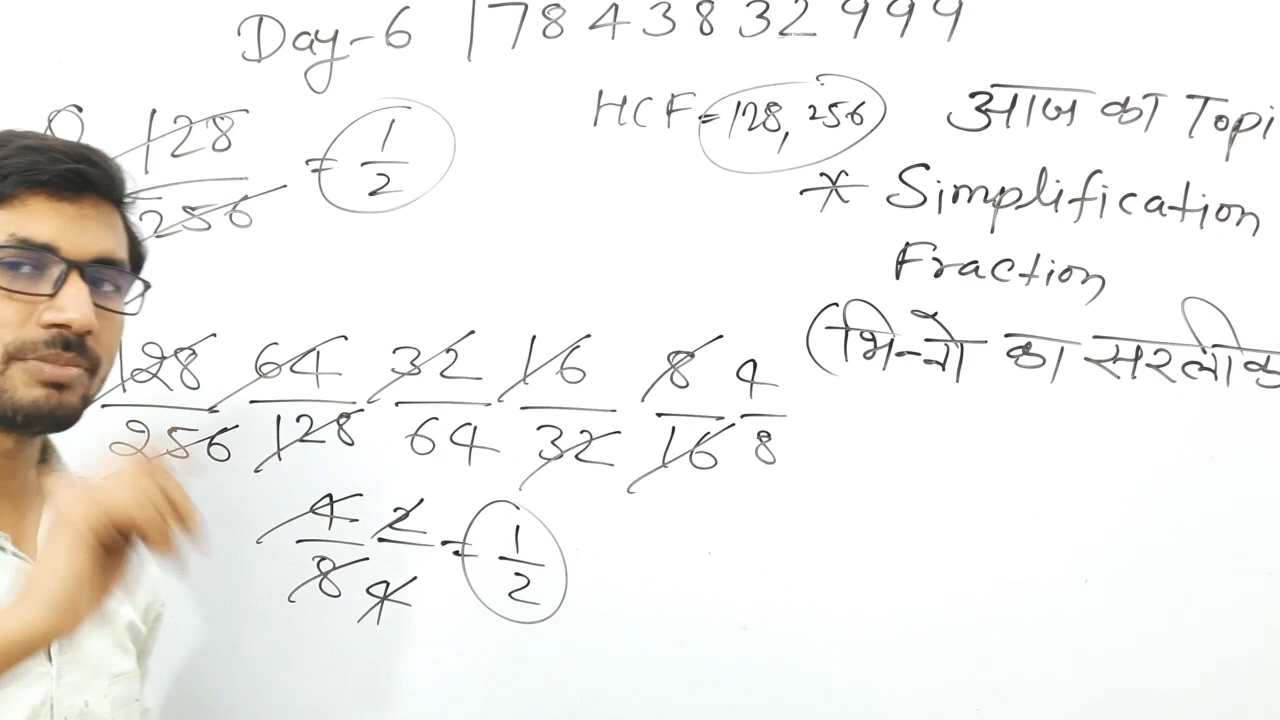 Day-6 | 7843832999
Q 128/256 = 1/2
HCF = 128, 256
आज का Topi
* Simplification
Fraction
(भिन्नो का सरलीक
128/256 64/128 32/64 16/32 8/16 4/8
4/8 2/4 = 1/2